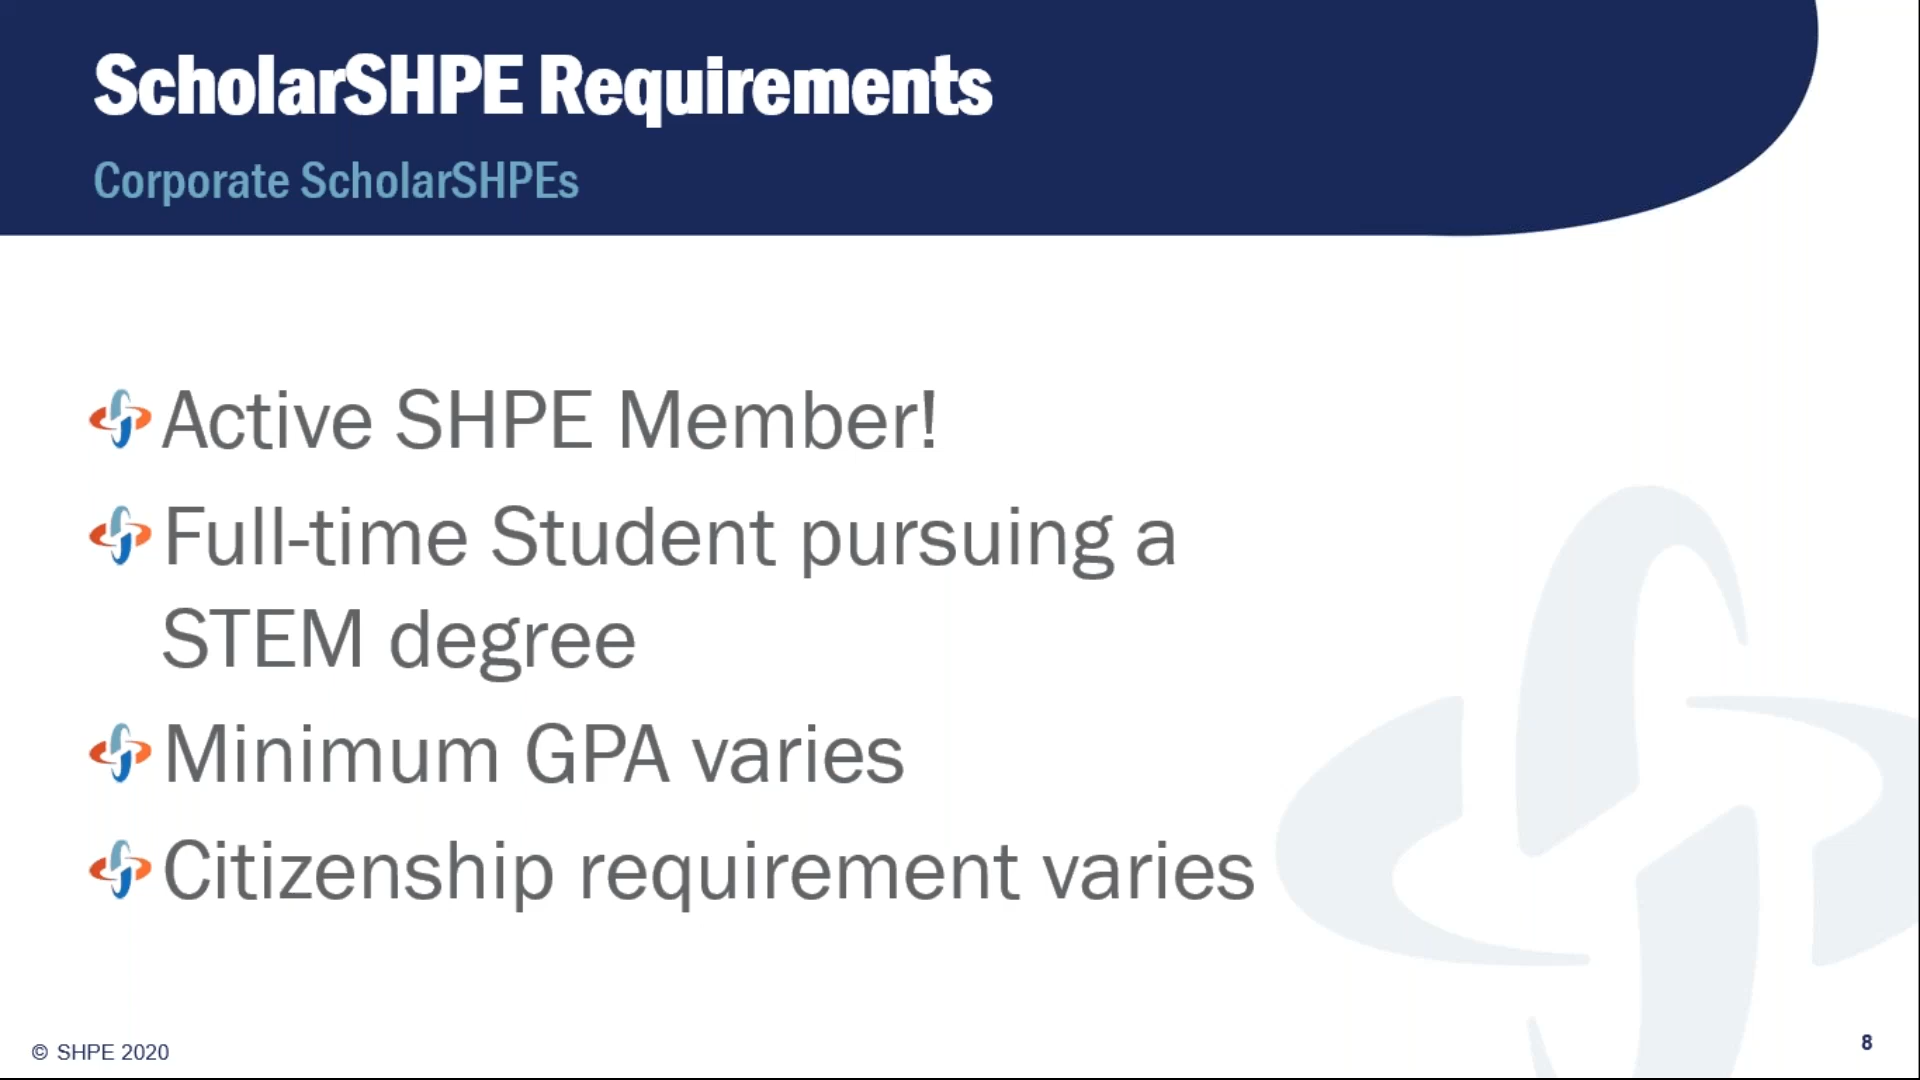 ScholarSHPE Requirements
Corporate ScholarSHPEs
Active SHPE Member!
Full-time Student pursuing a
STEM degree
Minimum GPA varies
Citizenship requirement varies
© SHPE 2020
8